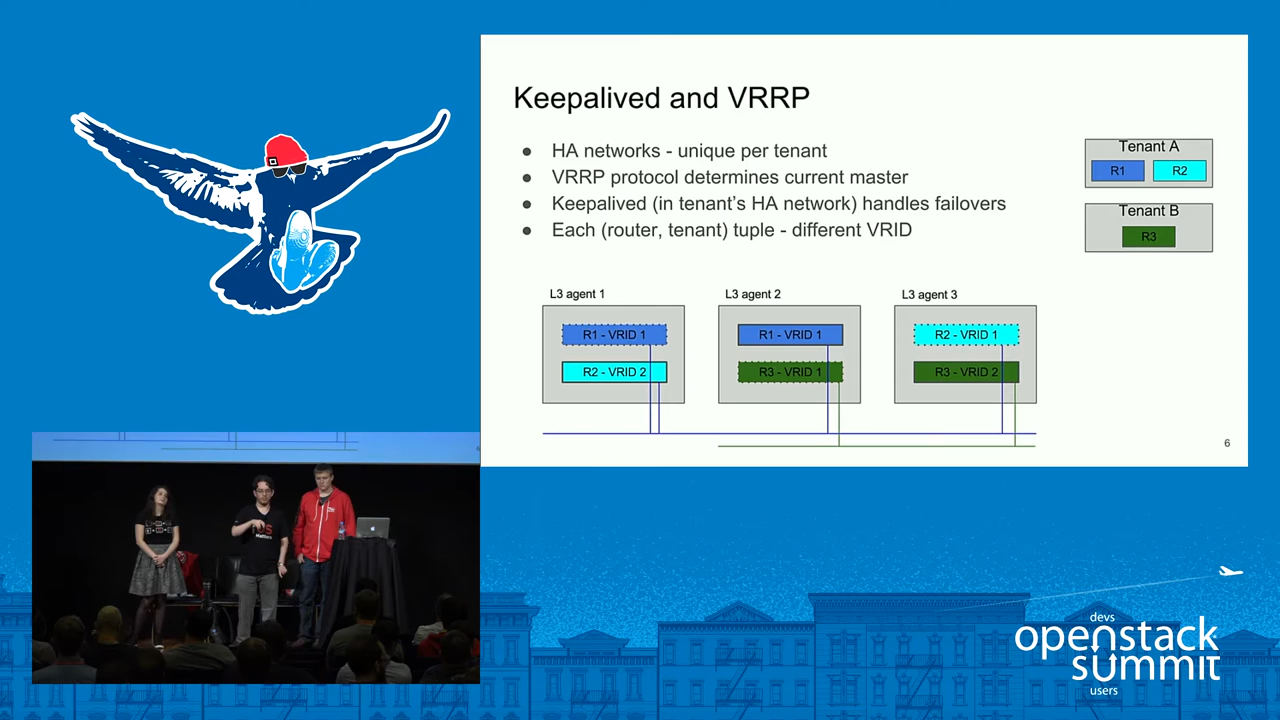 Keepalived and VRRP
● HA networks - unique per tenant
● VRRP protocol determines current master
● Keepalived (in tenant's HA network) handles failovers
● Each (router, tenant) tuple - different VRID
Tenant A
R1 R2
Tenant B
R3
L3 agent 1 L3 agent 2 L3 agent 3
R1 - VRID 1 R1 - VRID 1 R2 - VRID 1
R2 - VRID 2 R3 - VRID 1 R3 - VRID 2
6
devs
openstack
summit
users